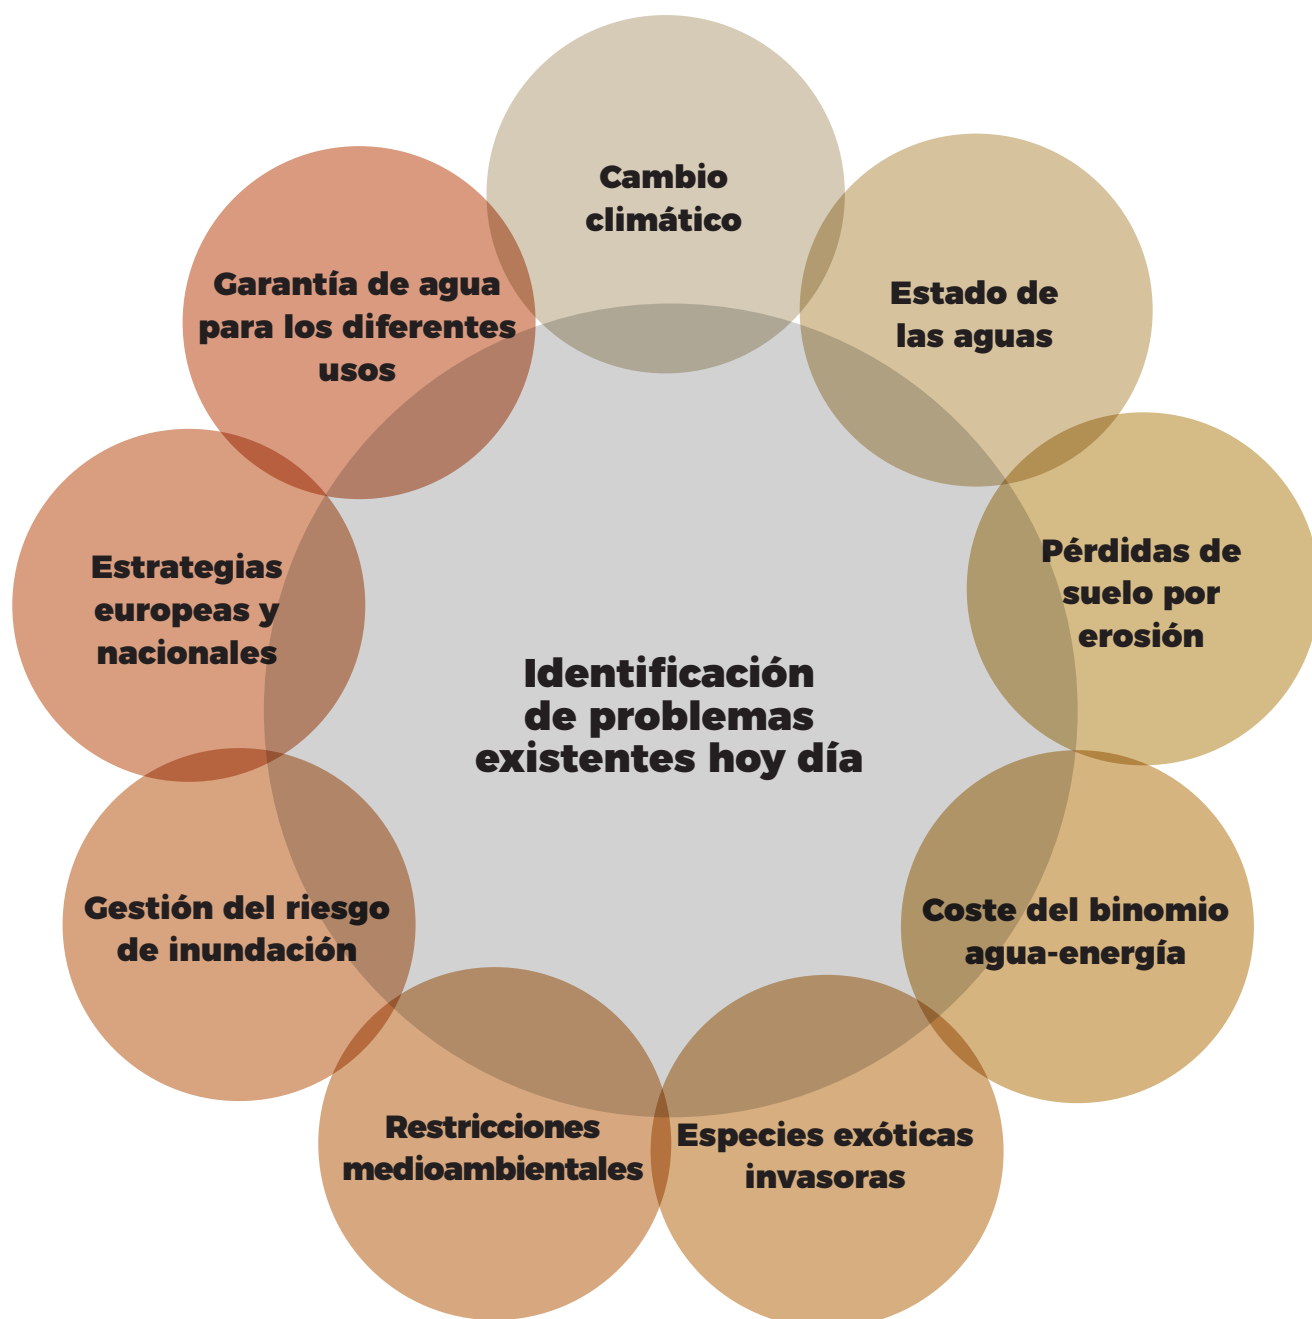 Cambio
climático
Estado de
las aguas
Pérdidas de
suelo por
erosión
Coste del binomio
agua-energía
Especies exóticas
invasoras
Restricciones
medioambientales
Gestión del riesgo
de inundación
Estrategias
europeas y
nacionales
Garantía de agua
para los diferentes
usos
Identificación
de problemas
existentes hoy día